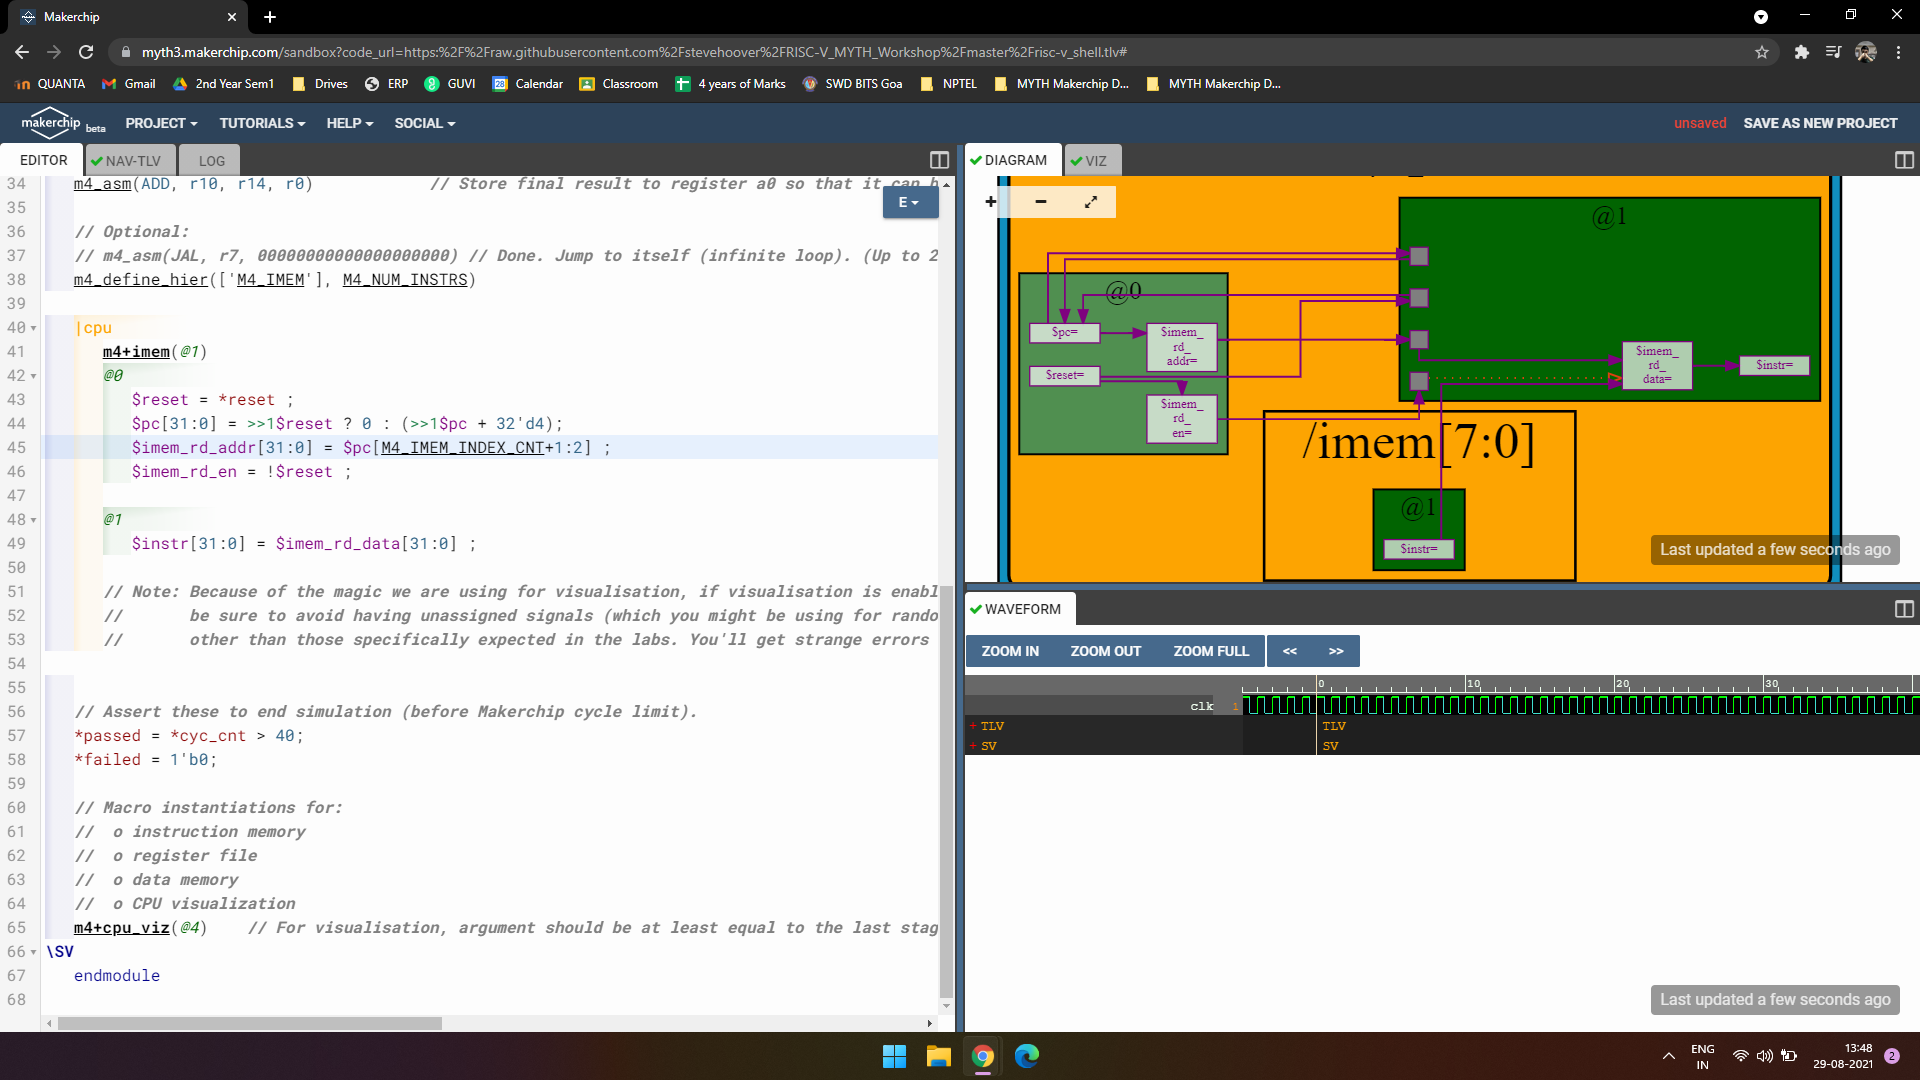 Makerchip
myth3.makerchip.com/sandbox?code_url=https:%2F%2Fraw.githubusercontent.com%2Fstevehoover%2FRISC-V_MYTH_Workshop%2Fmaster%2Frisc-v_shell.tlv#
QUANTA Gmail 2nd Year Sem1 Drives ERP GUVI Calendar Classroom 4 years of Marks SWD BITS Goa NPTEL MYTH Makerchip D... MYTH Makerchip D...
makerchip beta PROJECT TUTORIALS HELP SOCIAL unsaved SAVE AS NEW PROJECT
EDITOR NAV-TLV LOG
E
34 m4_asm(ADD, r10, r14, r0) // Store final result to register a0 so that it can b
35
36 // Optional:
37 // m4_asm(JAL, r7, 00000000000000000000) // Done. Jump to itself (infinite loop). (Up to 2
38 m4_define_hier(['M4_IMEM'], M4_NUM_INSTRS)
39
40 |cpu
41 m4+imem(@1)
42 @0
43 $reset = *reset ;
44 $pc[31:0] = >>1$reset ? 0 : (>>1$pc + 32'd4);
45 $imem_rd_addr[31:0] = $pc[M4_IMEM_INDEX_CNT+1:2] ;
46 $imem_rd_en = !$reset ;
47
48 @1
49 $instr[31:0] = $imem_rd_data[31:0] ;
50
51 // Note: Because of the magic we are using for visualisation, if visualisation is enabl
52 // be sure to avoid having unassigned signals (which you might be using for rando
53 // other than those specifically expected in the labs. You'll get strange errors
54
55
56 // Assert these to end simulation (before Makerchip cycle limit).
57 *passed = *cyc_cnt > 40;
58 *failed = 1'b0;
59
60 // Macro instantiations for:
61 // o instruction memory
62 // o register file
63 // o data memory
64 // o CPU visualization
65 m4+cpu_viz(@4) // For visualisation, argument should be at least equal to the last stag
66 \SV
67 endmodule
68
DIAGRAM VIZ
+ −
@1
@0
$pc=
$imem_
rd_
addr=
$reset=
$imem_
rd_
en=
$imem_
rd_
data=
$instr=
/imem[7:0]
@1
$instr=
Last updated a few seconds ago
WAVEFORM
ZOOM IN ZOOM OUT ZOOM FULL << >>
0 10 20 30
clk 1
+ TLV TLV
+ SV SV
Last updated a few seconds ago
ENG
IN
13:48
29-08-2021
2